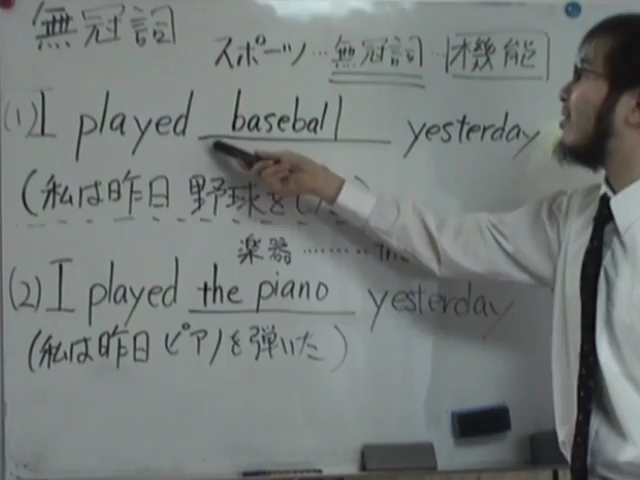 無冠詞
スポーツ…無冠詞…機能
(1) I played baseball yesterday
(私は昨日 野球を
楽器………the
(2) I played the piano yesterday
(私は昨日ピアノを弾いた)